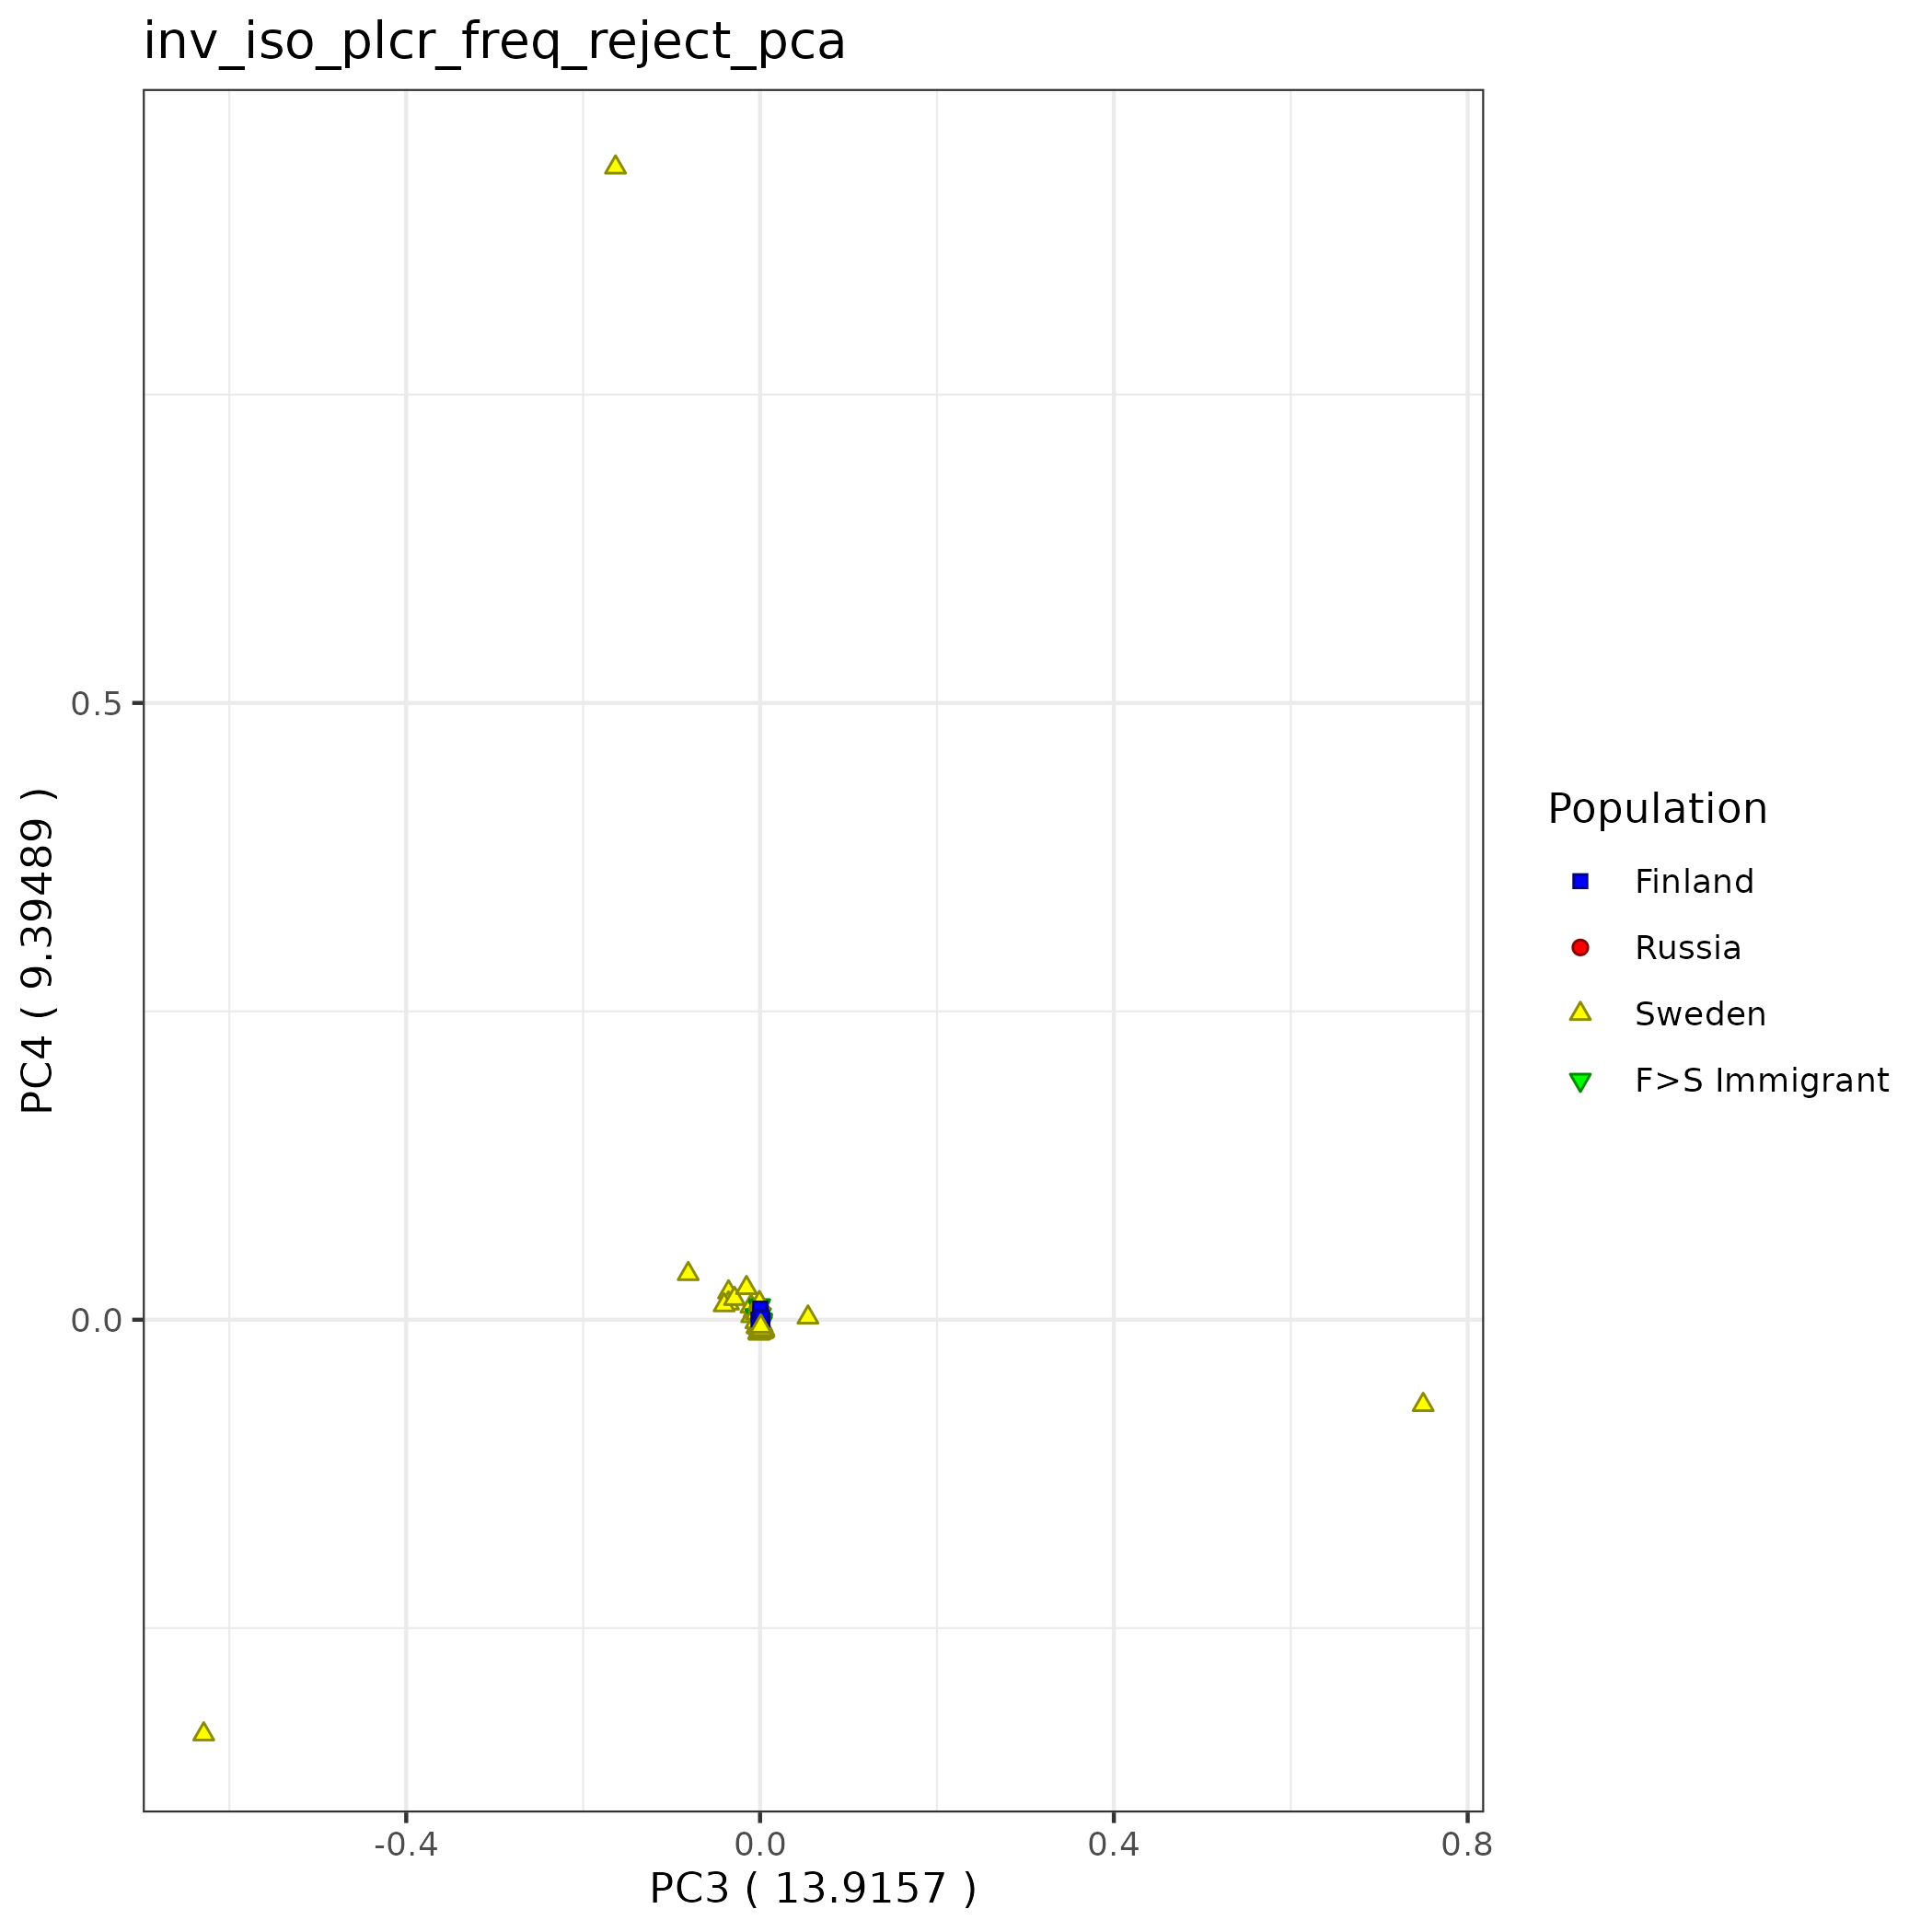 inv_iso_plcr_freq_reject_pca
PC4 ( 9.39489 )
0.5
0.0
-0.4
0.0
0.4
0.8
PC3 ( 13.9157 )
Population
Finland
Russia
Sweden
F>S Immigrant